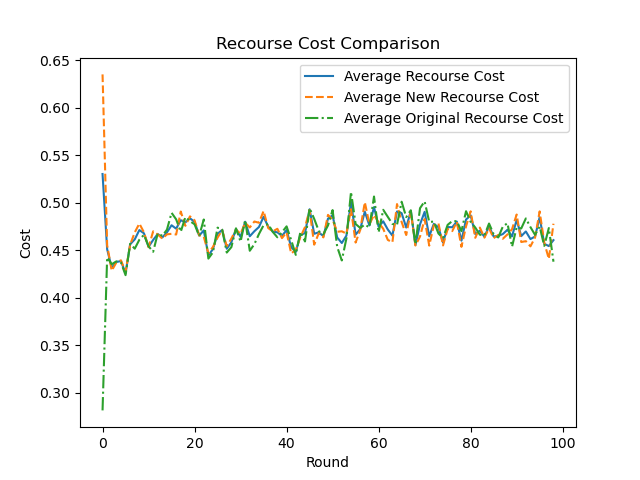 Recourse Cost Comparison
Average Recourse Cost
Average New Recourse Cost
Average Original Recourse Cost
0.65
0.60
0.55
0.50
0.45
0.40
0.35
0.30
Cost
0
20
40
60
80
100
Round